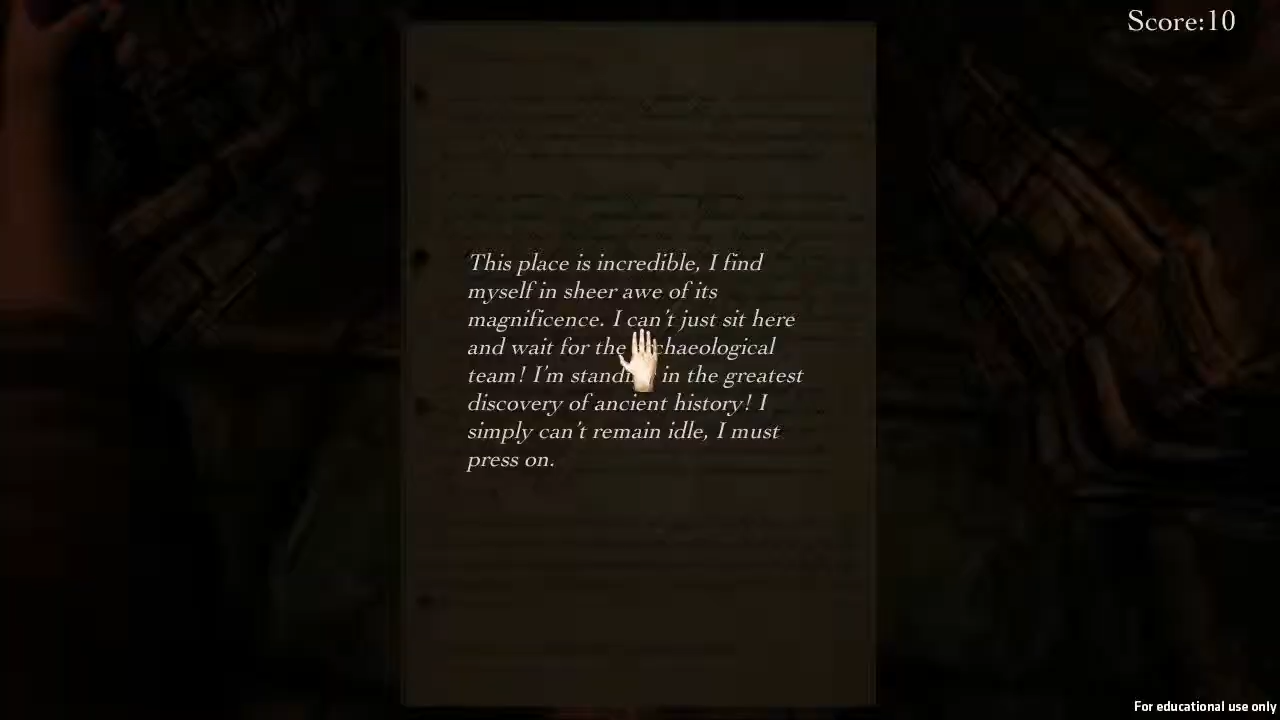 Score:10
This place is incredible, I find
myself in sheer awe of its
magnificence. I can't just sit here
and wait for the archaeological
team! I'm standing in the greatest
discovery of ancient history! I
simply can't remain idle, I must
press on.
For educational use only